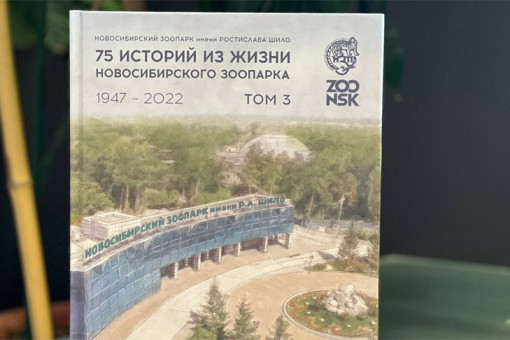 НОВОСИБИРСКИЙ ЗООПАРК имени РОСТИСЛАВА ШИЛО
75 ИСТОРИЙ ИЗ ЖИЗНИ
НОВОСИБИРСКОГО ЗООПАРКА
1947 – 2022 ТОМ 3
ZOO
NSK
НОВОСИБИРСКИЙ ЗООПАРК имени Р.А. ШИЛО